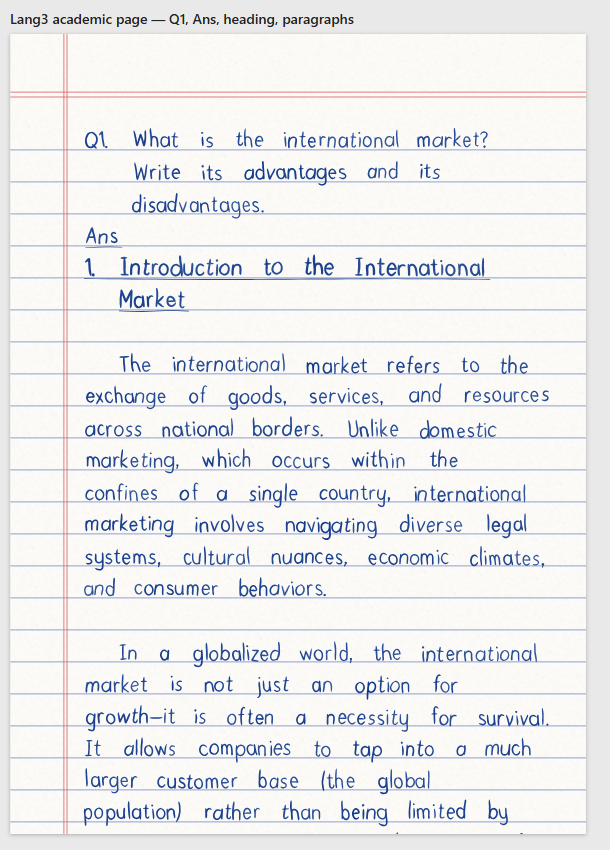 Lang3 academic page — Q1, Ans, heading, paragraphs
Q1. What is the international market?
Write its advantages and its
disadvantages.
Ans
1. Introduction to the International
Market
The international market refers to the
exchange of goods, services, and resources
across national borders. Unlike domestic
marketing, which occurs within the
confines of a single country, international
marketing involves navigating diverse legal
systems, cultural nuances, economic climates,
and consumer behaviors.
In a globalized world, the international
market is not just an option for
growth—it is often a necessity for survival.
It allows companies to tap into a much
larger customer base (the global
population) rather than being limited by